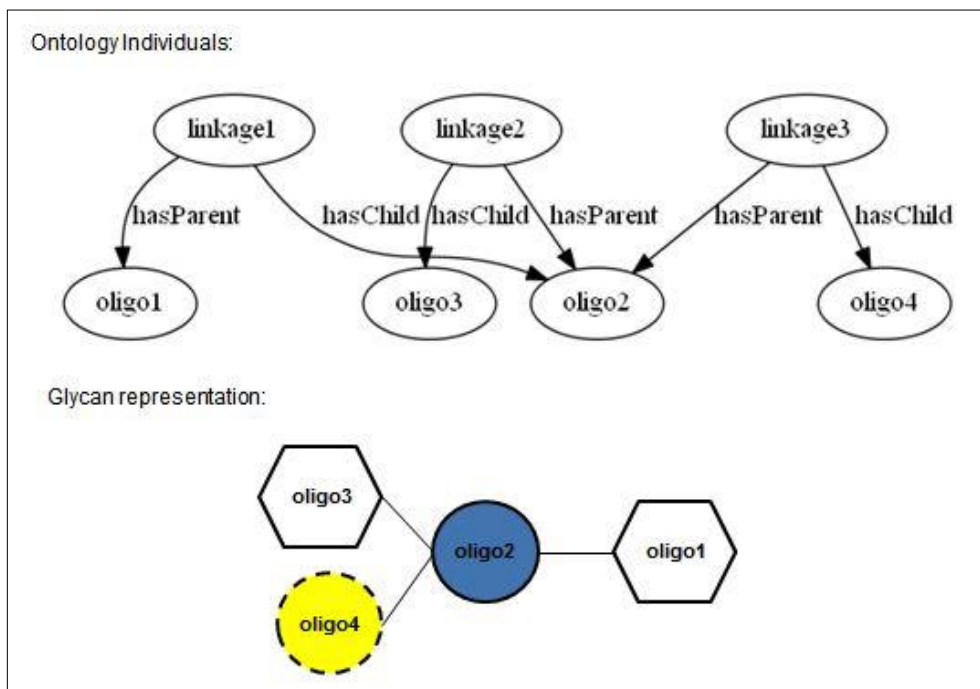 Ontology Individuals:
linkage1 linkage2 linkage3
hasParent hasChild hasChild hasParent hasParent hasChild
oligo1 oligo3 oligo2 oligo4
Glycan representation:
oligo3
oligo2 oligo1
oligo4